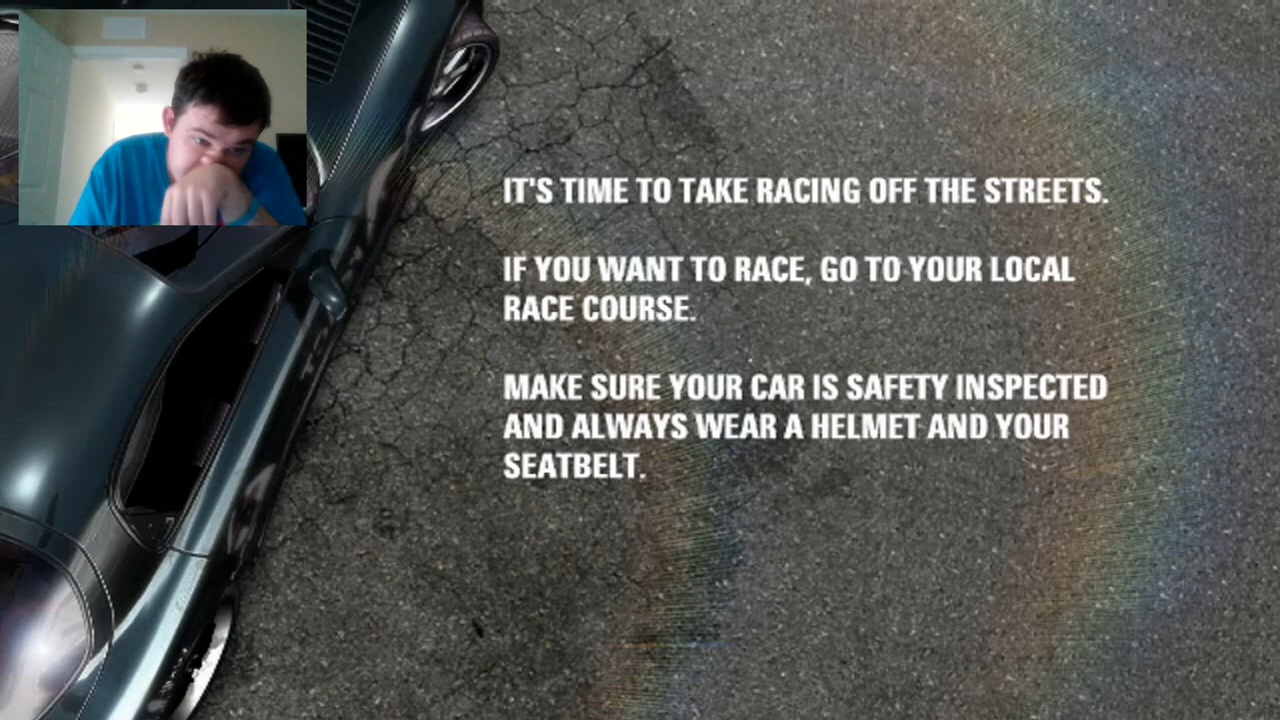 IT'S TIME TO TAKE RACING OFF THE STREETS.
IF YOU WANT TO RACE, GO TO YOUR LOCAL
RACE COURSE.
MAKE SURE YOUR CAR IS SAFETY INSPECTED
AND ALWAYS WEAR A HELMET AND YOUR
SEATBELT.